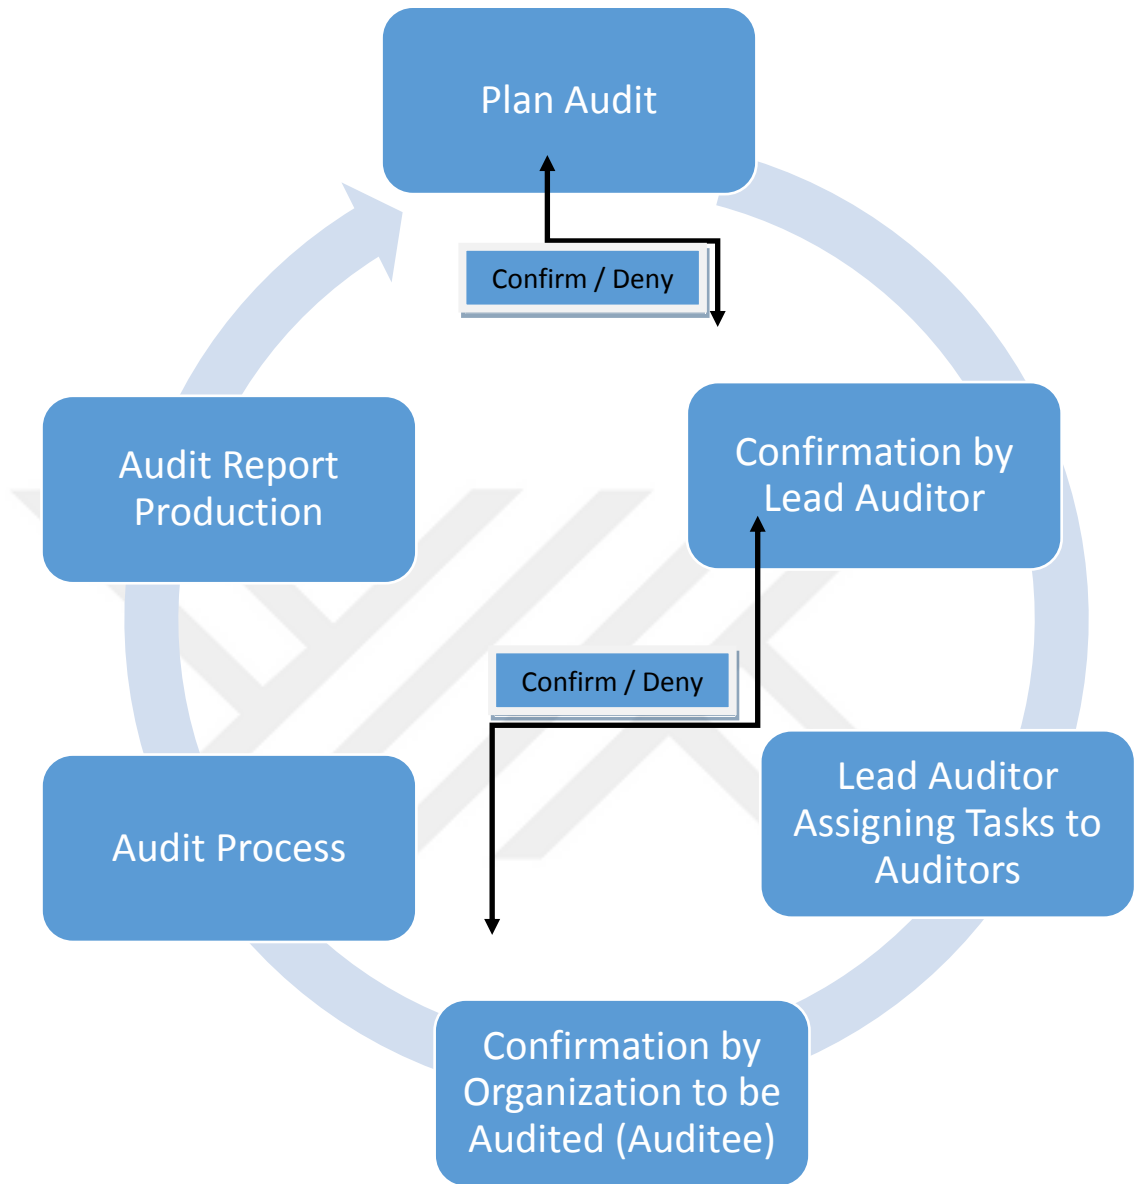 Plan Audit
Confirm / Deny
Confirmation by
Lead Auditor
Audit Report
Production
Confirm / Deny
Lead Auditor
Assigning Tasks to
Auditors
Audit Process
Confirmation by
Organization to be
Audited (Auditee)